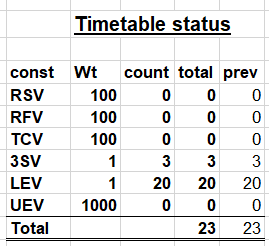 Timetable status
const Wt count total prev
RSV 100 0 0 0
RFV 100 0 0 0
TCV 100 0 0 0
3SV 1 3 3 3
LEV 1 20 20 20
UEV 1000 0 0 0
Total 23 23